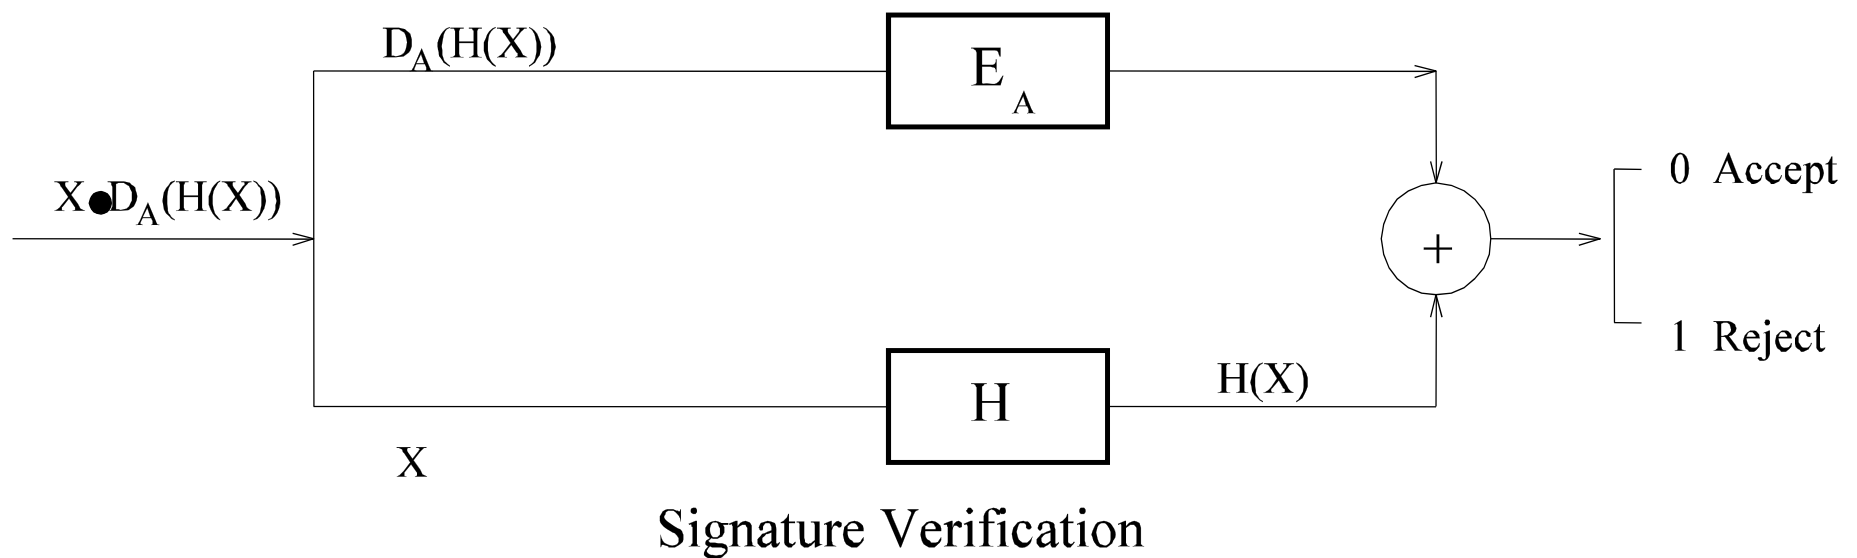 D_A(H(X))
E_A
X●D_A(H(X))
+
0 Accept
1 Reject
H(X)
H
X
Signature Verification